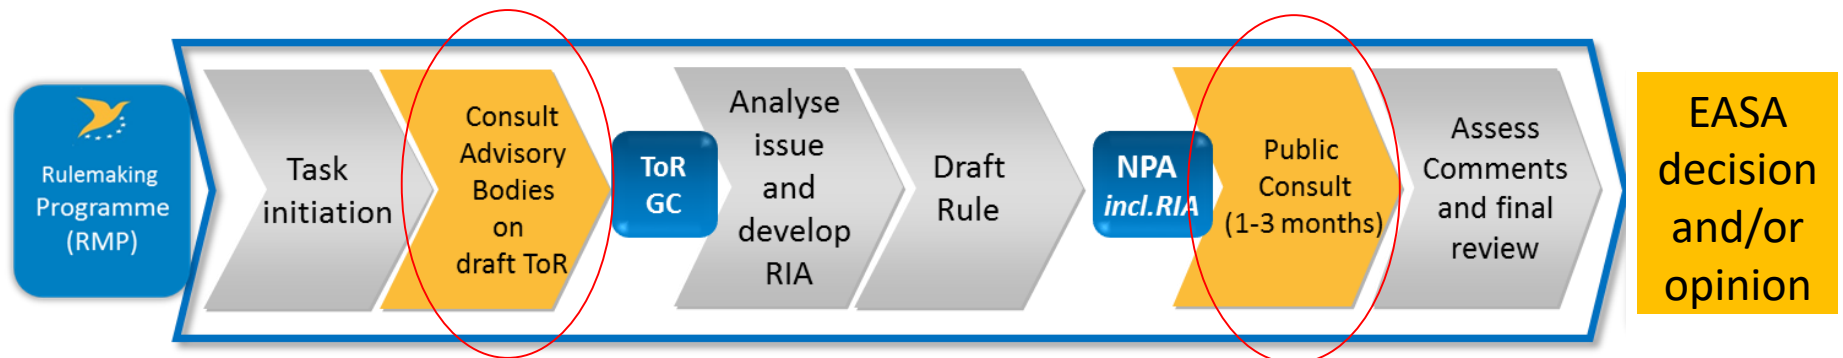 Rulemaking
Programme
(RMP)
Task
initiation
Consult
Advisory
Bodies
on
draft ToR
ToR
GC
Analyse
issue
and
develop
RIA
Draft
Rule
NPA
incl.RIA
Public
Consult
(1-3 months)
Assess
Comments
and final
review
EASA
decision
and/or
opinion